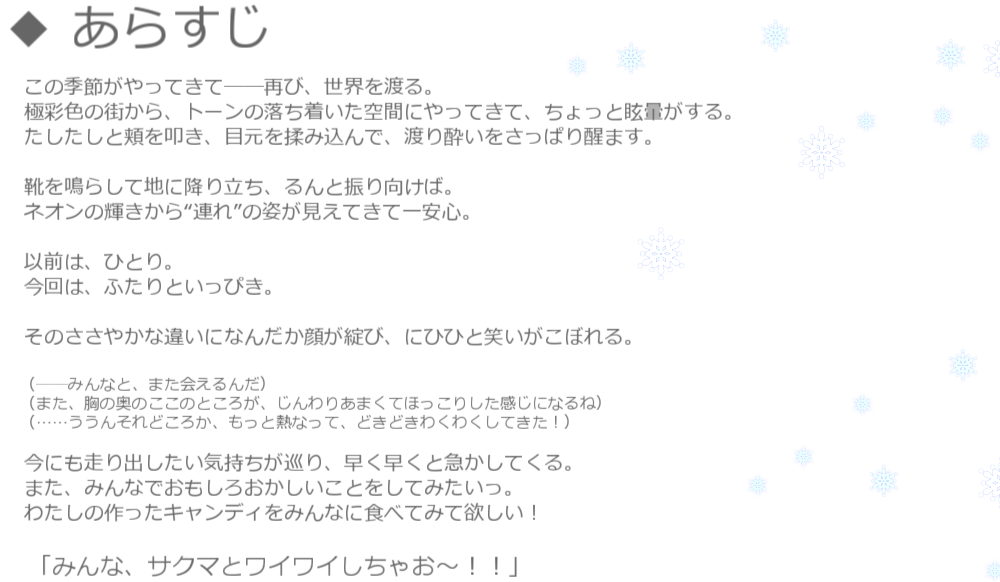 ◆ あらすじ
この季節がやってきて──再び、世界を渡る。
極彩色の街から、トーンの落ち着いた空間にやってきて、ちょっと眩暈がする。
たしたしと頬を叩き、目元を揉み込んで、渡り酔いをさっぱり醒ます。
靴を鳴らして地に降り立ち、るんと振り向けば。
ネオンの輝きから“連れ”の姿が見えてきて一安心。
以前は、ひとり。
今回は、ふたりといっぴき。
そのささやかな違いになんだか顔が綻び、にひひと笑いがこぼれる。
（──みんなと、また会えるんだ）
（また、胸の奥のここのところが、じんわりあまくてほっこりした感じになるね）
（……ううんそれどころか、もっと熱なって、どきどきわくわくしてきた！）
今にも走り出したい気持ちが巡り、早く早くと急かしてくる。
また、みんなでおもしろおかしいことをしてみたいっ。
わたしの作ったキャンディをみんなに食べてみて欲しい！
「みんな、サクマとワイワイしちゃお～！！」